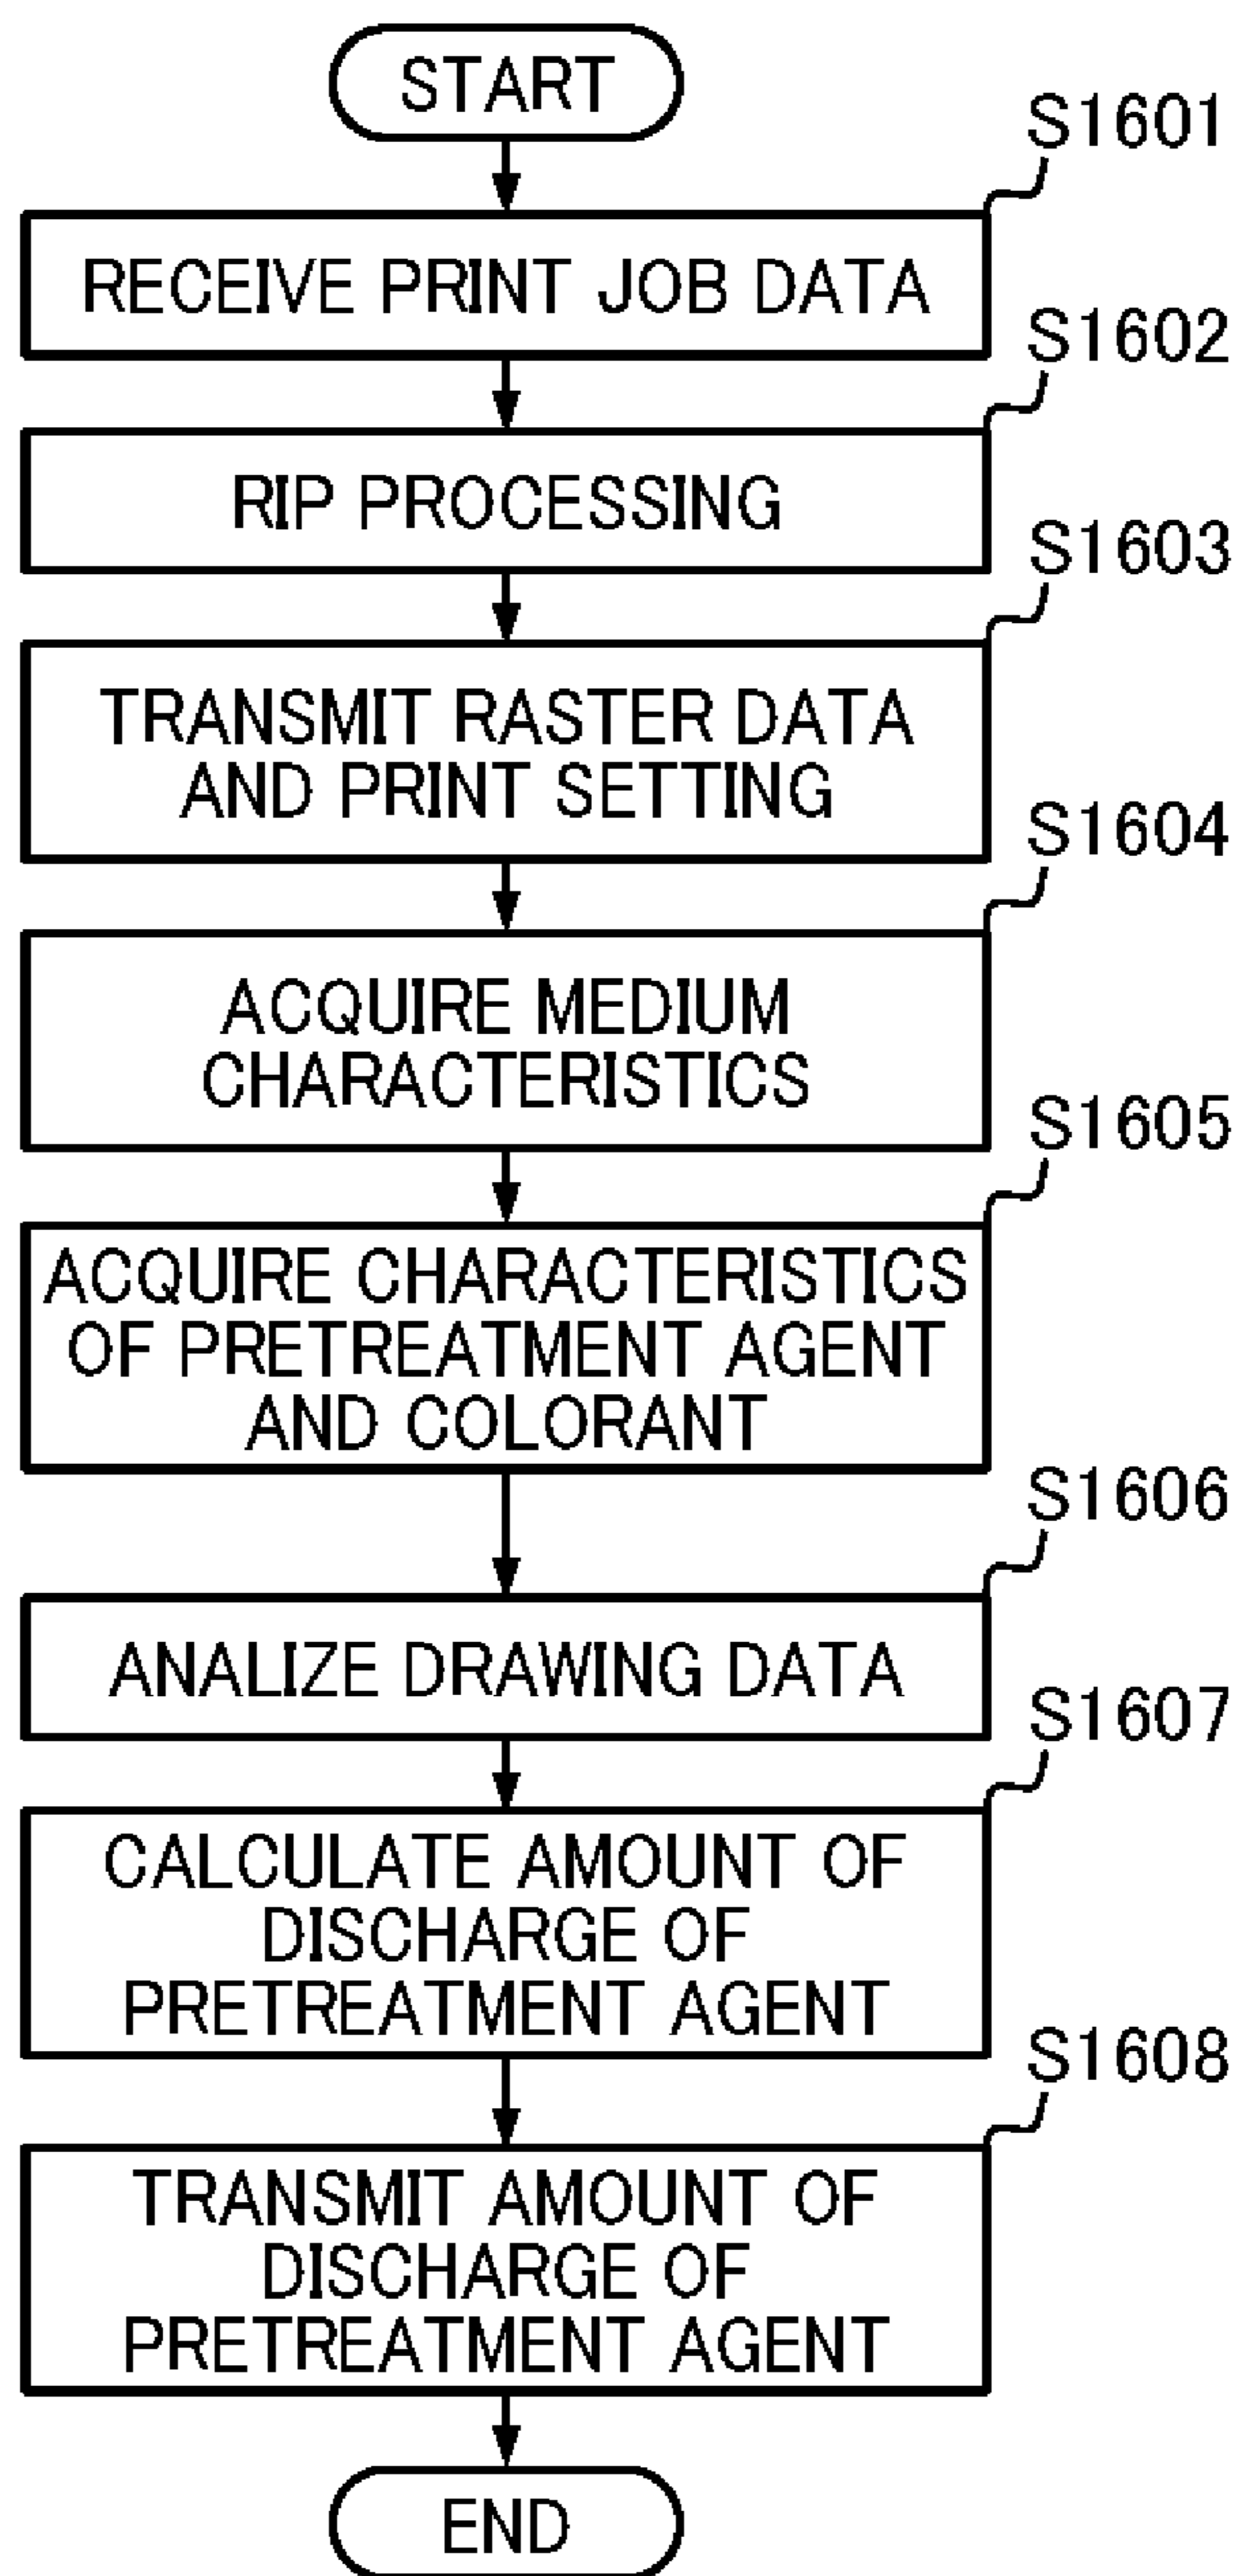 START
S1601
RECEIVE PRINT JOB DATA
S1602
RIP PROCESSING
S1603
TRANSMIT RASTER DATA
AND PRINT SETTING
S1604
ACQUIRE MEDIUM
CHARACTERISTICS
S1605
ACQUIRE CHARACTERISTICS
OF PRETREATMENT AGENT
AND COLORANT
S1606
ANALIZE DRAWING DATA
S1607
CALCULATE AMOUNT OF
DISCHARGE OF
PRETREATMENT AGENT
S1608
TRANSMIT AMOUNT OF
DISCHARGE OF
PRETREATMENT AGENT
END